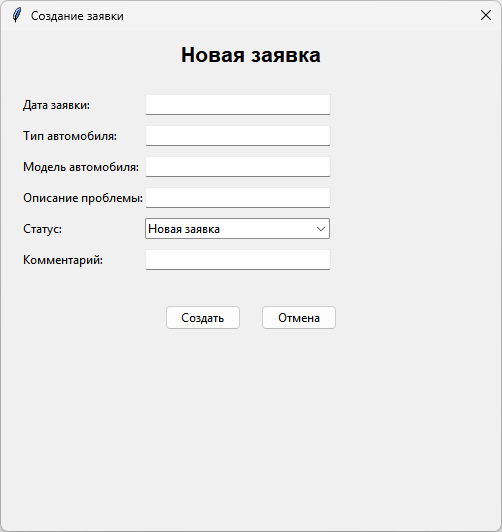 Создание заявки
Новая заявка
Дата заявки:
Тип автомобиля:
Модель автомобиля:
Описание проблемы:
Статус: Новая заявка
Комментарий:
Создать Отмена